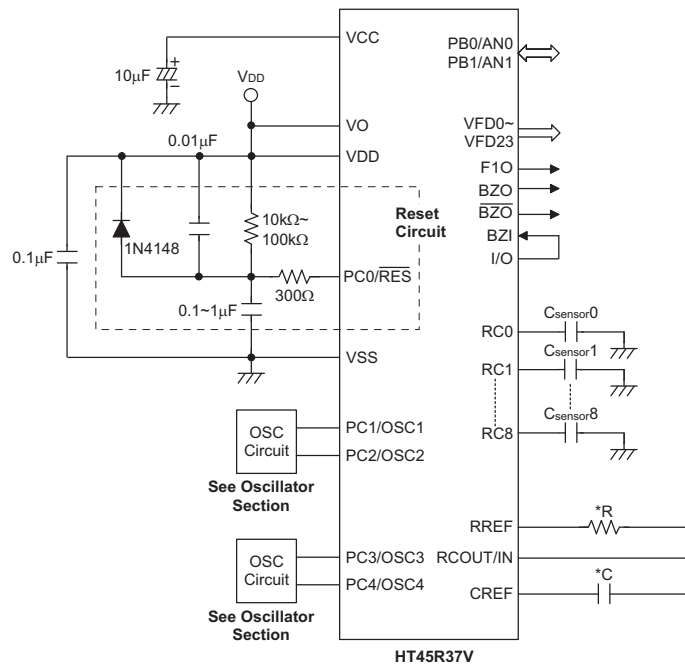 VCC
10μF
+
−
VDD
VO
0.01μF
VDD
10kΩ~
100kΩ
Reset
Circuit
1N4148
0.1μF
PC0/RES
300Ω
0.1~1μF
VSS
OSC
Circuit
PC1/OSC1
PC2/OSC2
See Oscillator
Section
OSC
Circuit
PC3/OSC3
PC4/OSC4
See Oscillator
Section
PB0/AN0
PB1/AN1
VFD0~
VFD23
F1O
BZO
BZO
BZI
I/O
RC0
Csensor0
RC1
Csensor1
RC8
Csensor8
RREF
*R
RCOUT/IN
CREF
*C
HT45R37V